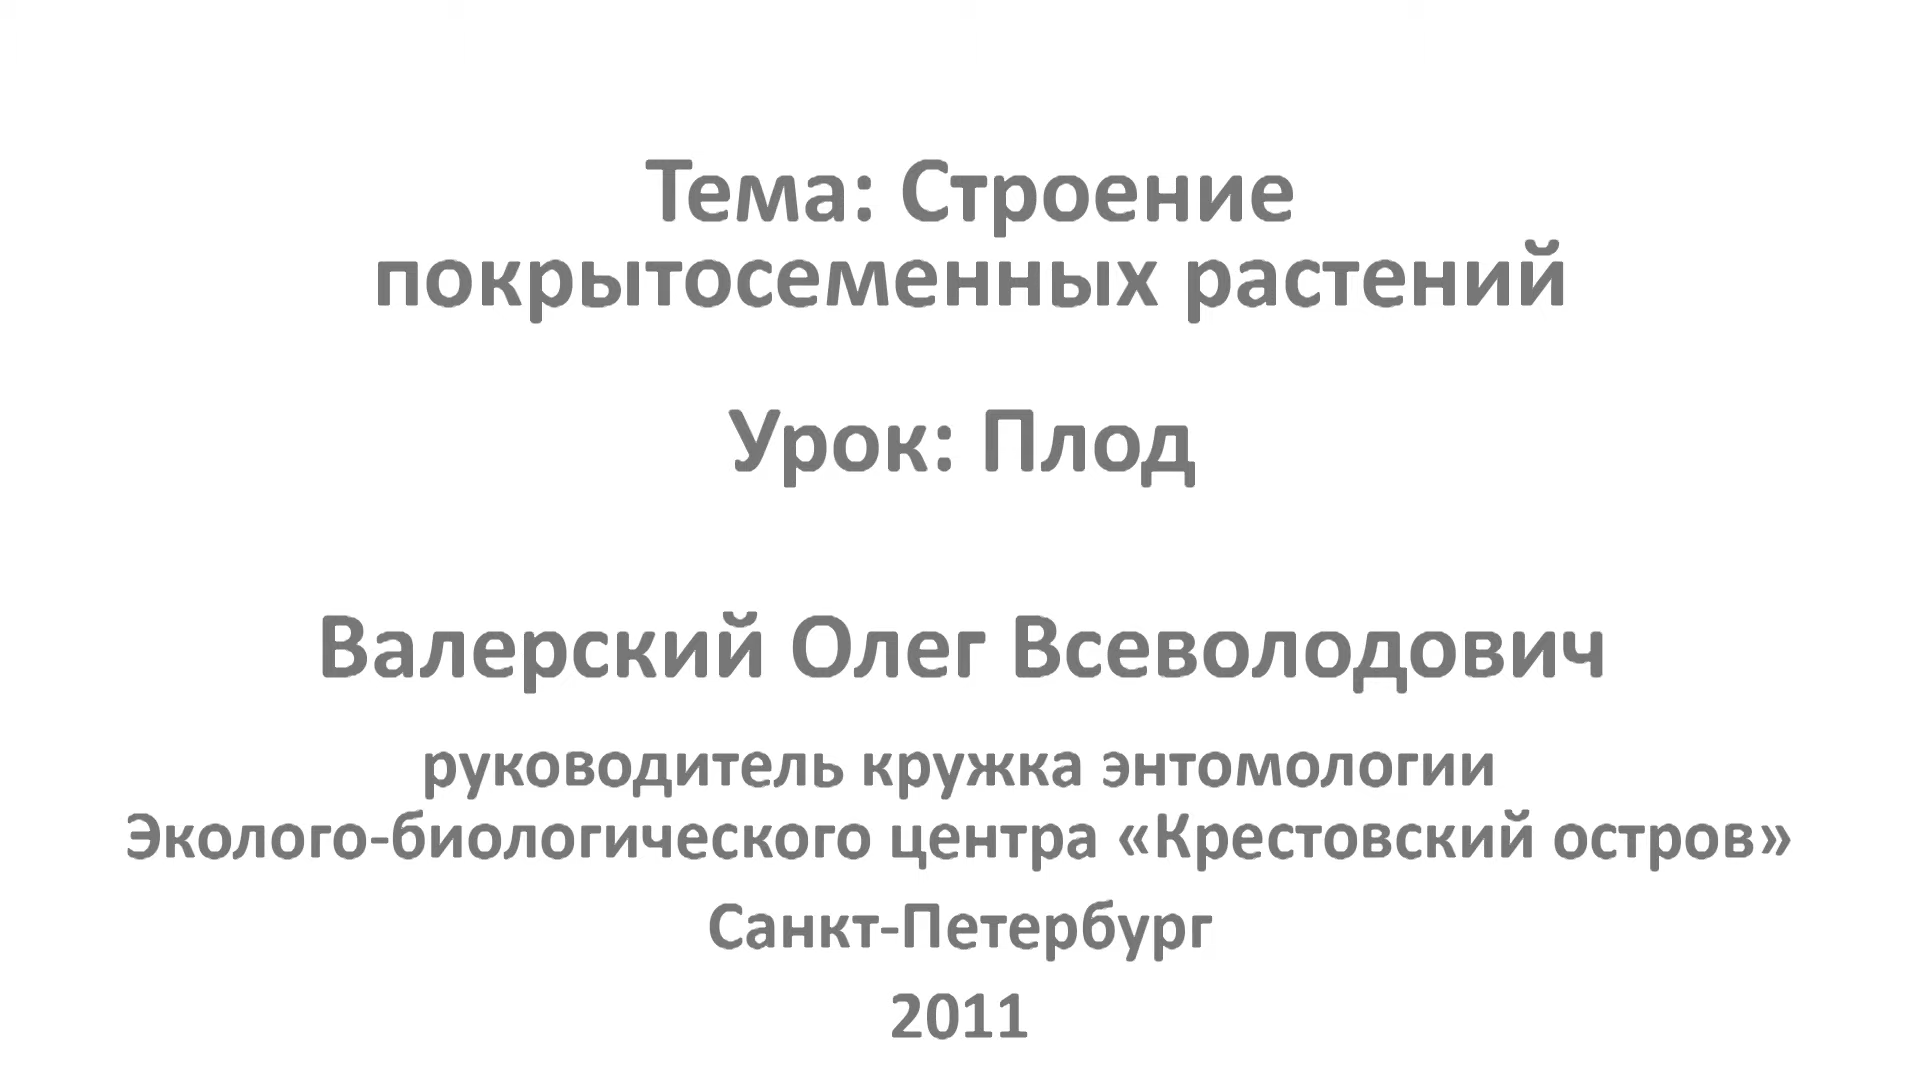 Тема: Строение
покрытосеменных растений
Урок: Плод
Валерский Олег Всеволодович
руководитель кружка энтомологии
Эколого-биологического центра «Крестовский остров»
Санкт-Петербург
2011